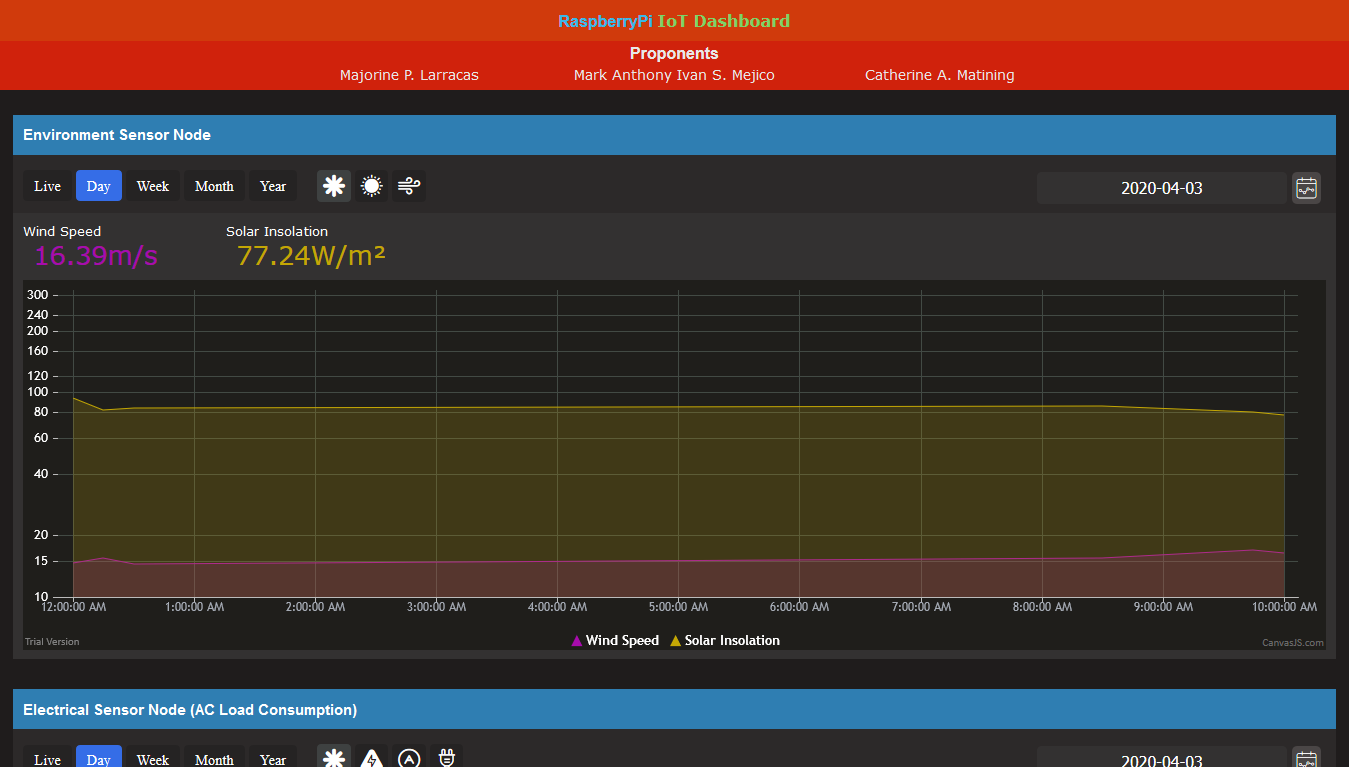 RaspberryPi IoT Dashboard
Proponents
Majorine P. Larracas Mark Anthony Ivan S. Mejico Catherine A. Matining
Environment Sensor Node
Live Day Week Month Year 2020-04-03
Wind Speed Solar Insolation
16.39m/s 77.24W/m²
300
240
200
160
120
100
80
60
40
20
15
10
12:00:00 AM 1:00:00 AM 2:00:00 AM 3:00:00 AM 4:00:00 AM 5:00:00 AM 6:00:00 AM 7:00:00 AM 8:00:00 AM 9:00:00 AM 10:00:00 AM
Trial Version Wind Speed Solar Insolation CanvasJS.com
Electrical Sensor Node (AC Load Consumption)
Live Day Week Month Year A 2020-04-03